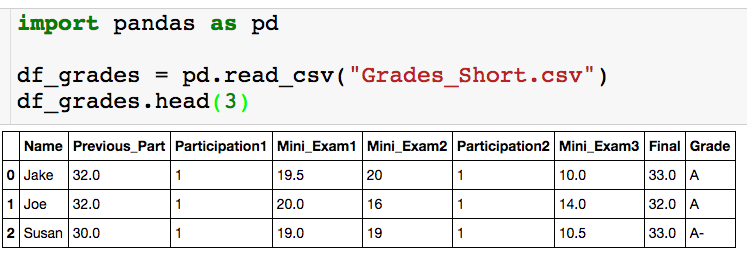 import pandas as pd
df_grades = pd.read_csv("Grades_Short.csv")
df_grades.head(3)
Name Previous_Part Participation1 Mini_Exam1 Mini_Exam2 Participation2 Mini_Exam3 Final Grade
0 Jake 32.0 1 19.5 20 1 10.0 33.0 A
1 Joe 32.0 1 20.0 16 1 14.0 32.0 A
2 Susan 30.0 1 19.0 19 1 10.5 33.0 A-